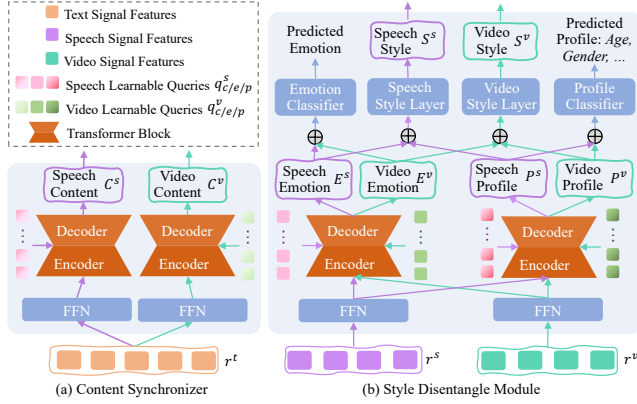 Text Signal Features
Speech Signal Features
Video Signal Features
Speech Learnable Queries q^s_{c/e/p}
Video Learnable Queries q^v_{c/e/p}
Transformer Block
Speech Content C^s
Video Content C^v
Decoder
Encoder
Decoder
Encoder
FFN
FFN
r^t
(a) Content Synchronizer
Predicted Emotion
Speech Style S^s
Video Style S^v
Predicted Profile: Age, Gender, ...
Emotion Classifier
Speech Style Layer
Video Style Layer
Profile Classifier
Speech Emotion E^s
Video Emotion E^v
Speech Profile P^s
Video Profile P^v
Decoder
Encoder
Decoder
Encoder
FFN
FFN
r^s
r^v
(b) Style Disentangle Module